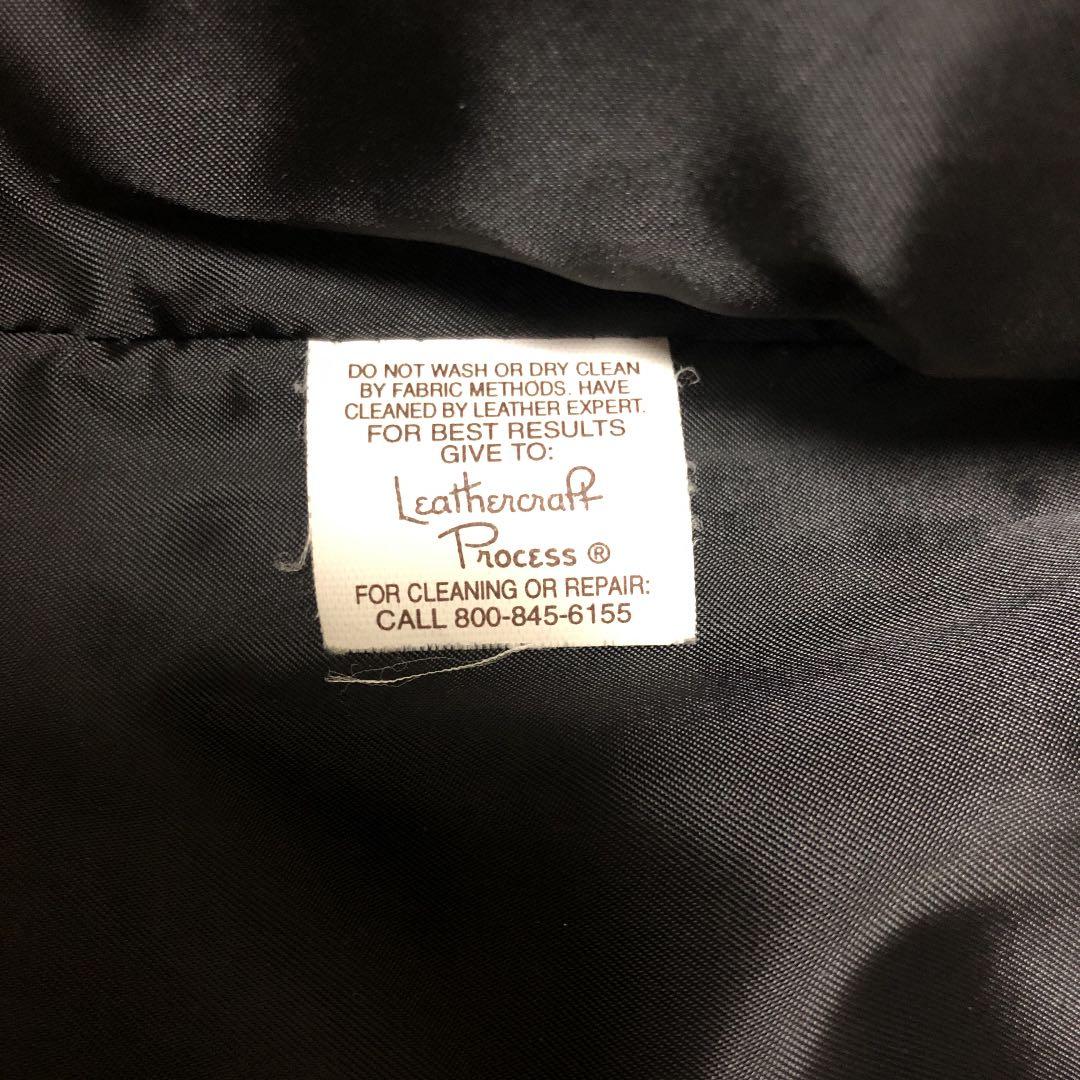 DO NOT WASH OR DRY CLEAN
BY FABRIC METHODS. HAVE
CLEANED BY LEATHER EXPERT.
FOR BEST RESULTS
GIVE TO:
Leathercraft
Process ®
FOR CLEANING OR REPAIR:
CALL 800-845-6155